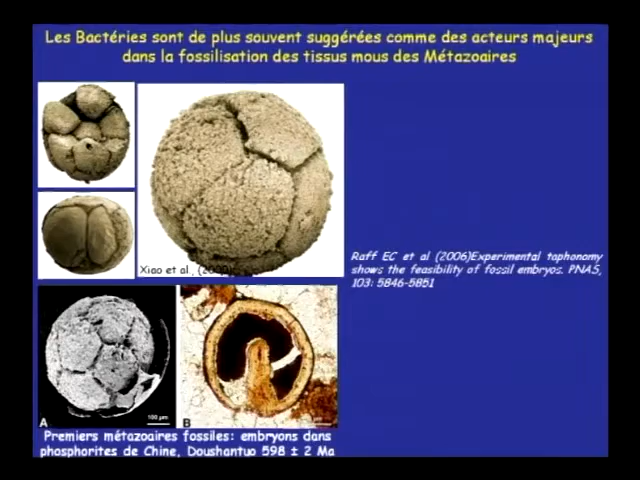 Les Bactéries sont de plus souvent suggérées comme des acteurs majeurs
dans la fossilisation des tissus mous des Métazoaires
Xiao et al., (
Raff EC et al (2006)Experimental taphonomy
shows the feasibility of fossil embryos. PNAS,
103: 5846-5851
A
100 µm
B
Premiers métazoaires fossiles: embryons dans
phosphorites de Chine, Doushantuo 598 ± 2 Ma